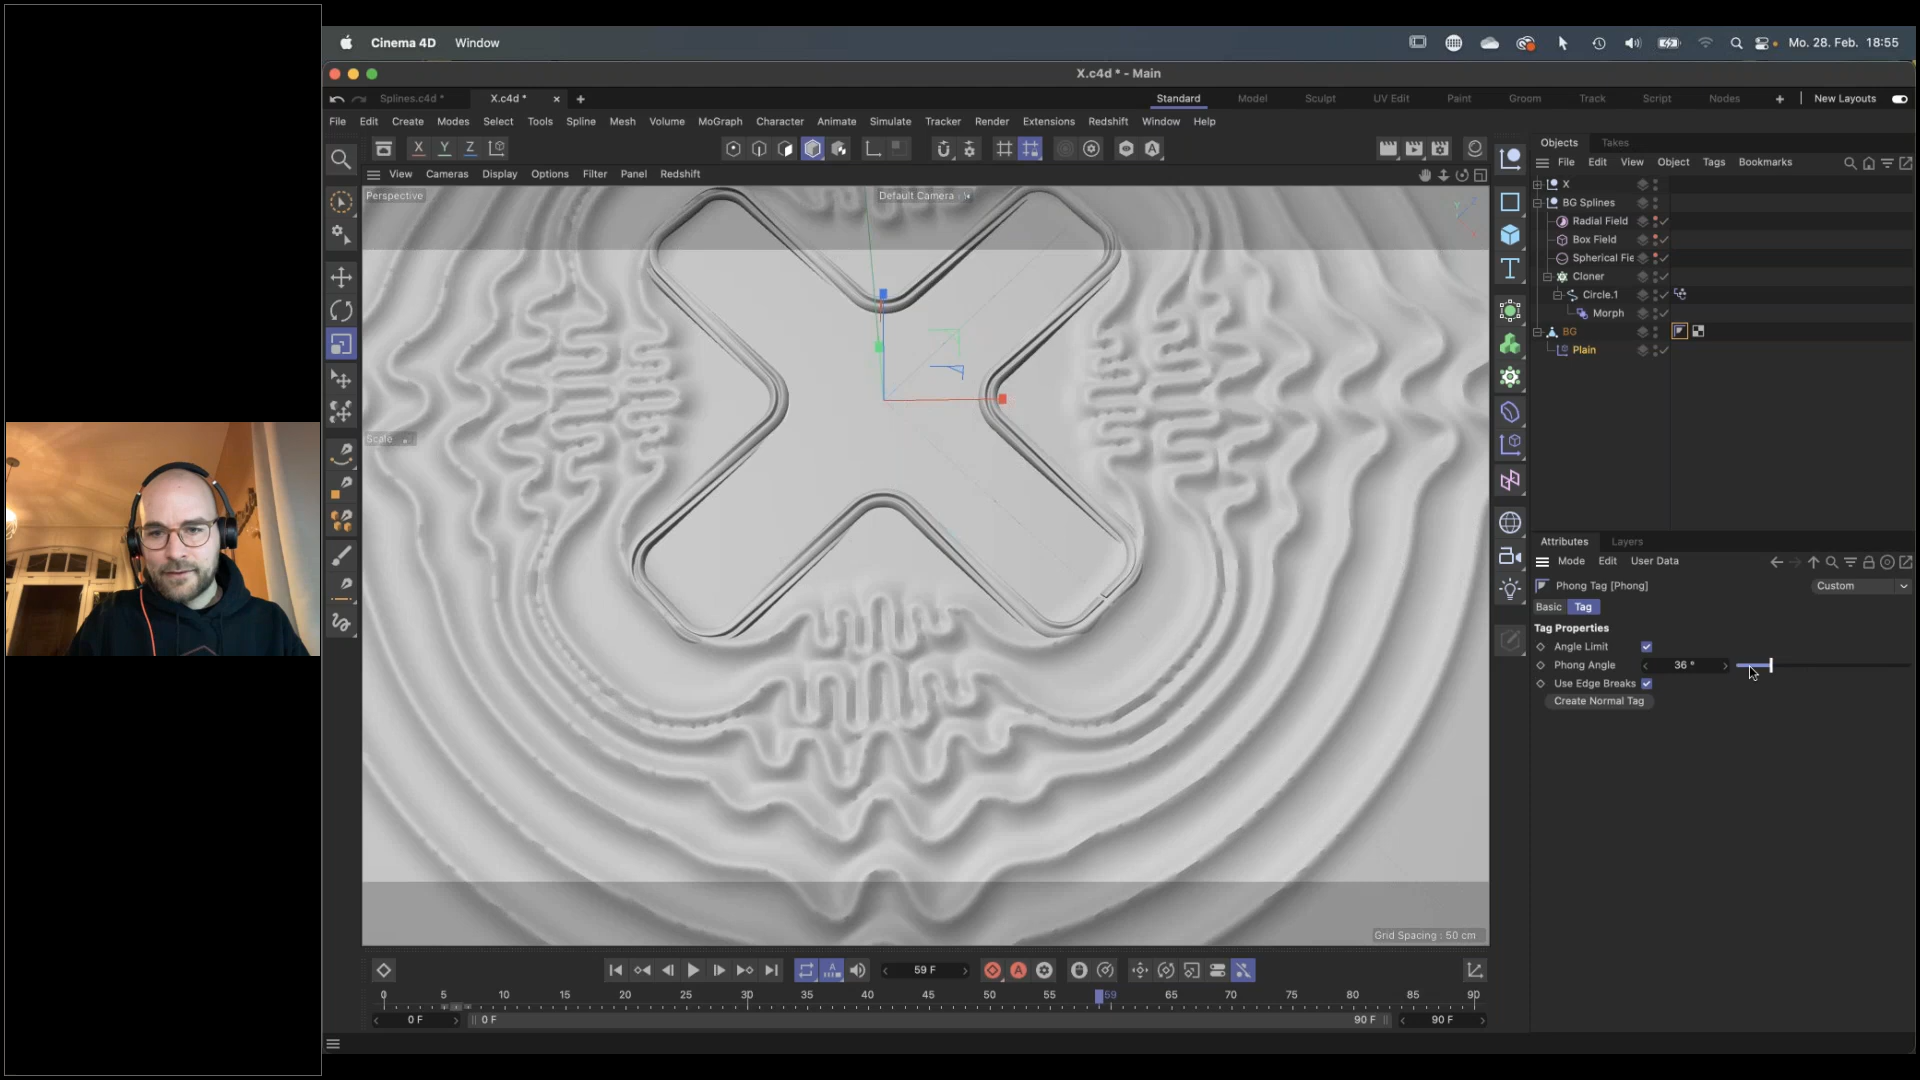 Cinema 4D Window
Mo. 28. Feb. 18:55
X.c4d * - Main
Splines.c4d * X.c4d *
Standard Model Sculpt UV Edit Paint Groom Track Script Nodes New Layouts
File Edit Create Modes Select Tools Spline Mesh Volume MoGraph Character Animate Simulate Tracker Render Extensions Redshift Window Help
X Y Z
View Cameras Display Options Filter Panel Redshift
Perspective
Default Camera
Scale
Grid Spacing : 50 cm
Objects Takes
File Edit View Object Tags Bookmarks
X
BG Splines
Radial Field
Box Field
Spherical Fie
Cloner
Circle.1
Morph
BG
Plain
Attributes Layers
Mode Edit User Data
Phong Tag [Phong] Custom
Basic Tag
Tag Properties
Angle Limit
Phong Angle 36 °
Use Edge Breaks
Create Normal Tag
59 F
0 5 10 15 20 25 30 35 40 45 50 55 59 65 70 75 80 85 90
0 F 0 F 90 F 90 F